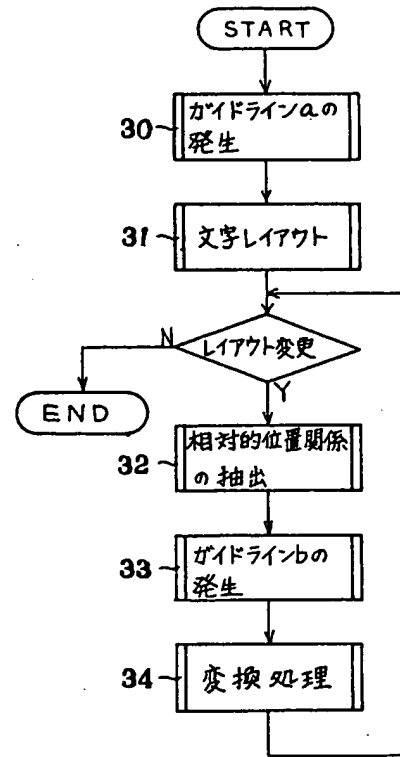 START
30
ガイドラインaの
発生
31
文字レイアウト
レイアウト変更
N
Y
END
32
相対的位置関係
の抽出
33
ガイドラインbの
発生
34
変換処理